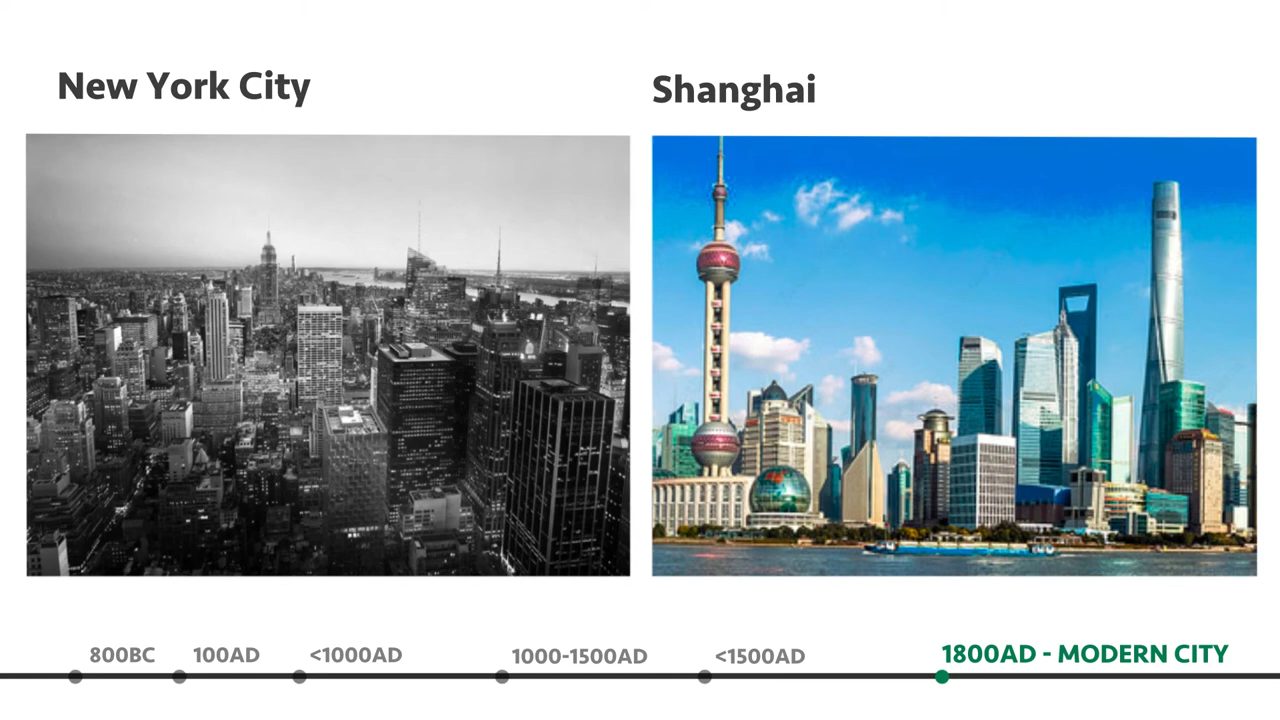 New York City
Shanghai
800BC
100AD
<1000AD
1000-1500AD
<1500AD
1800AD - MODERN CITY